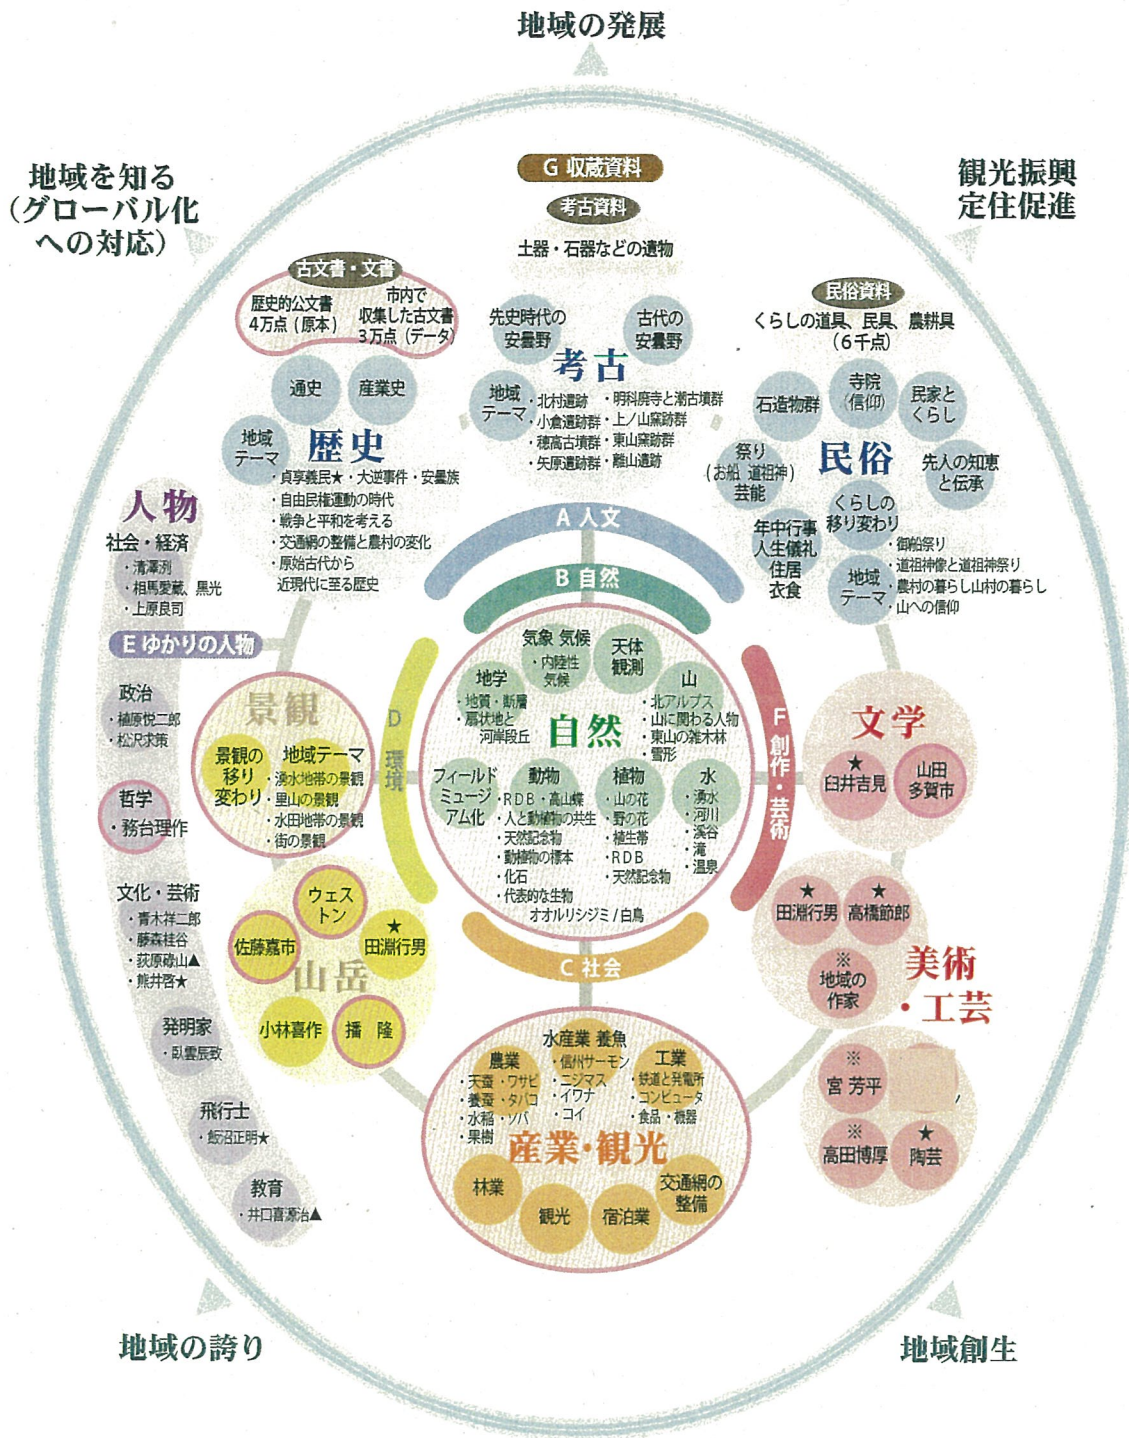 地域の発展
地域を知る
(グローバル化
への対応)
観光振興
定住促進
G 収蔵資料
考古資料
土器・石器などの遺物
先史時代の
安曇野
古代の
安曇野
考古
地域
テーマ
・北村遺跡
・小倉遺跡群
・穂高古墳群
・矢原遺跡群
・明科廃寺と潮古墳群
・上ノ山窯跡群
・東山窯跡群
・離山遺跡
古文書・文書
歴史的公文書
4万点(原本)
市内で
収集した古文書
3万点(データ)
通史
産業史
地域
テーマ
歴史
・貞享義民★・大逆事件・安曇族
・自由民権運動の時代
・戦争と平和を考える
・交通網の整備と農村の変化
・原始古代から
近現代に至る歴史
民俗資料
くらしの道具、民具、農耕具
(6千点)
石造物群
寺院
(信仰)
民家と
くらし
祭り
(お船 道祖神)
芸能
民俗
先人の知恵
と伝承
くらしの
移り変わり
年中行事
人生儀礼
住居
衣食
地域
テーマ
・御船祭り
・道祖神像と道祖神祭り
・農村の暮らし山村の暮らし
・山への信仰
人物
社会・経済
・清澤洌
・相馬愛蔵、黒光
・上原良司
E ゆかりの人物
政治
・植原悦二郎
・松沢求策
哲学
・務台理作
文化・芸術
・青木祥二郎
・藤森桂谷
・荻原碌山▲
・熊井啓★
発明家
・臥雲辰致
飛行士
・飯沼正明★
教育
・井口喜源治▲
A 人文
B 自然
D 環境
F 創作・芸術
C 社会
景観
景観の
移り
変わり
地域テーマ
・湧水地帯の景観
・里山の景観
・水田地帯の景観
・街の景観
ウェス
トン
佐藤嘉市
★
田淵行男
山岳
小林喜作
播 隆
気象 気候
・内陸性
気候
天体
観測
地学
・地質・断層
・扇状地と
河岸段丘
自然
山
・北アルプス
・山に関わる人物
・東山の雑木林
・雪形
フィールド
ミュージ
アム化
動物
・RDB・高山蝶
・人と動植物の共生
・天然記念物
・動植物の標本
・化石
・代表的な生物
オオルリシジミ/白鳥
植物
・山の花
・野の花
・植生帯
・RDB
・天然記念物
水
・湧水
・河川
・渓谷
・滝
・温泉
文学
★
臼井吉見
山田
多賀市
★
田淵行男
★
高橋節郎
※
地域の
作家
美術
・工芸
※
宮 芳平
※
高田博厚
★
陶芸
水産業 養魚
・信州サーモン
・ニジマス
・イワナ
・コイ
農業
・天蚕・ワサビ
・養蚕・タバコ
・水稲・ソバ
・果樹
工業
・鉄道と発電所
・コンピュータ
・食品・機器
産業・観光
林業
観光
宿泊業
交通網の
整備
地域の誇り
地域創生